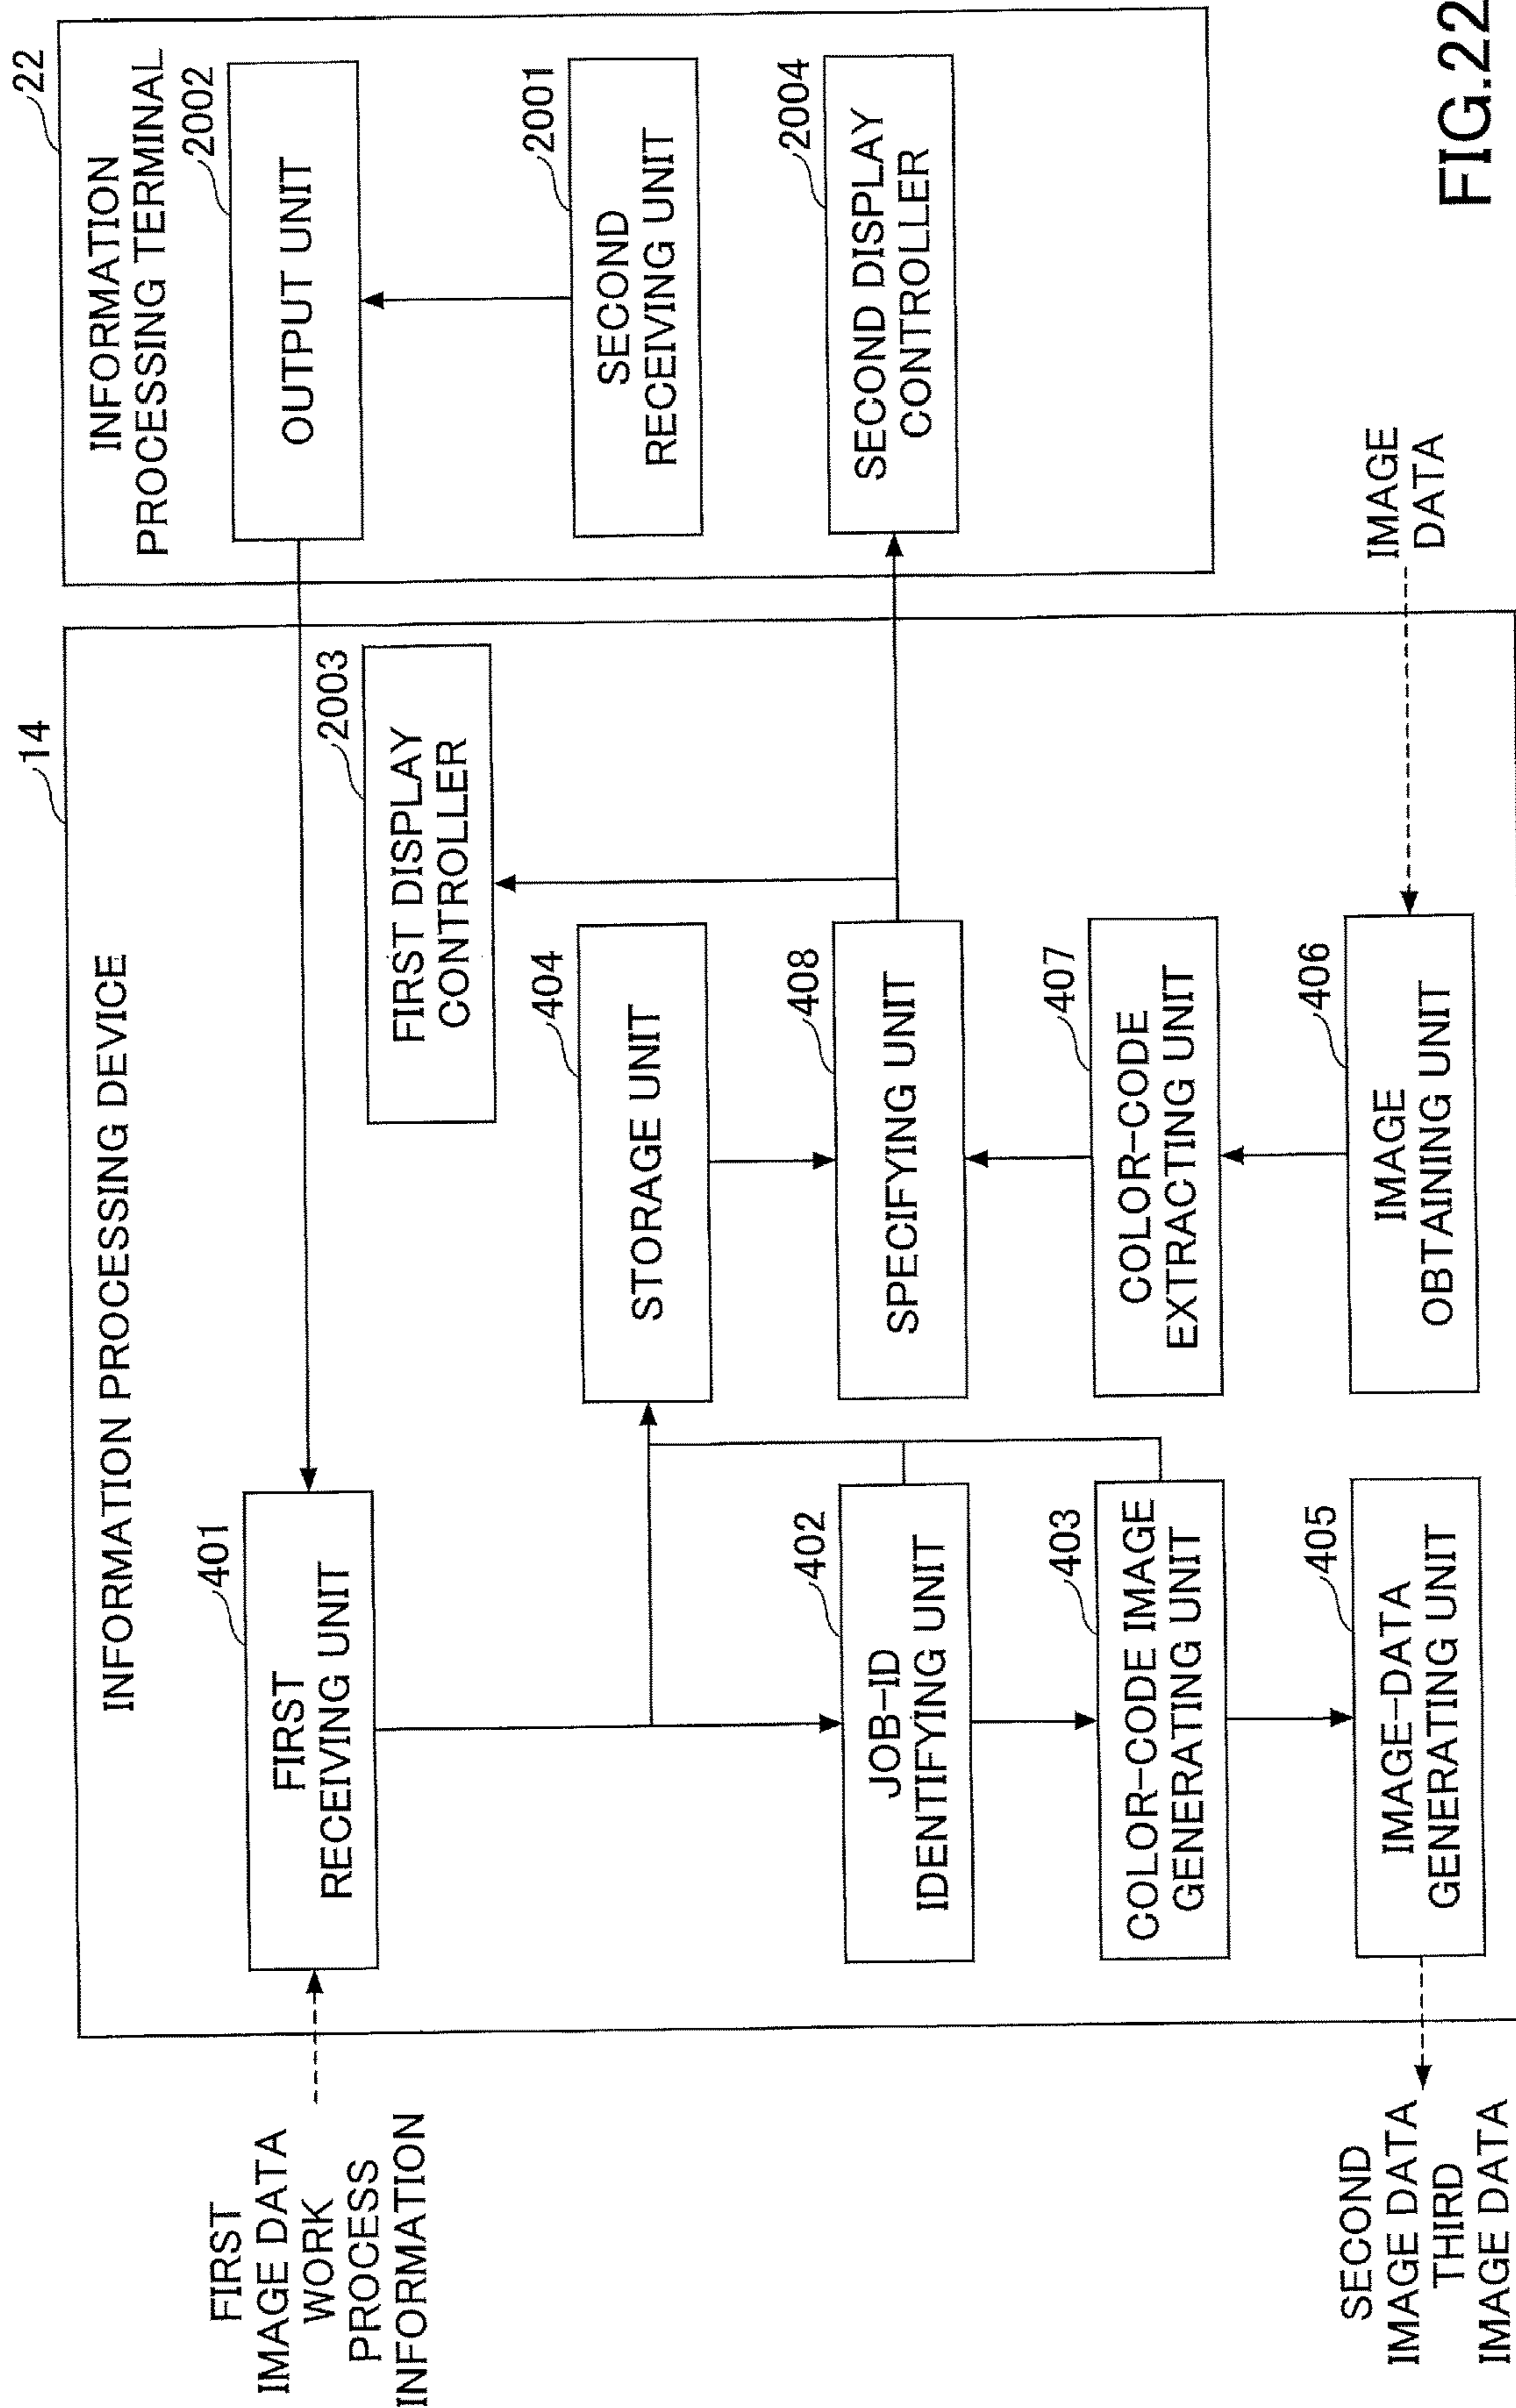 INFORMATION PROCESSING DEVICE
14
FIRST
IMAGE DATA
WORK
PROCESS
INFORMATION
401
FIRST
RECEIVING UNIT
2003
FIRST DISPLAY
CONTROLLER
404
STORAGE UNIT
402
JOB-ID
IDENTIFYING UNIT
408
SPECIFYING UNIT
403
COLOR-CODE IMAGE
GENERATING UNIT
407
COLOR-CODE
EXTRACTING UNIT
405
IMAGE-DATA
GENERATING UNIT
406
IMAGE
OBTAINING UNIT
SECOND
IMAGE DATA
THIRD
IMAGE DATA
IMAGE
DATA
22
INFORMATION
PROCESSING TERMINAL
2002
OUTPUT UNIT
2001
SECOND
RECEIVING UNIT
2004
SECOND DISPLAY
CONTROLLER
FIG.22